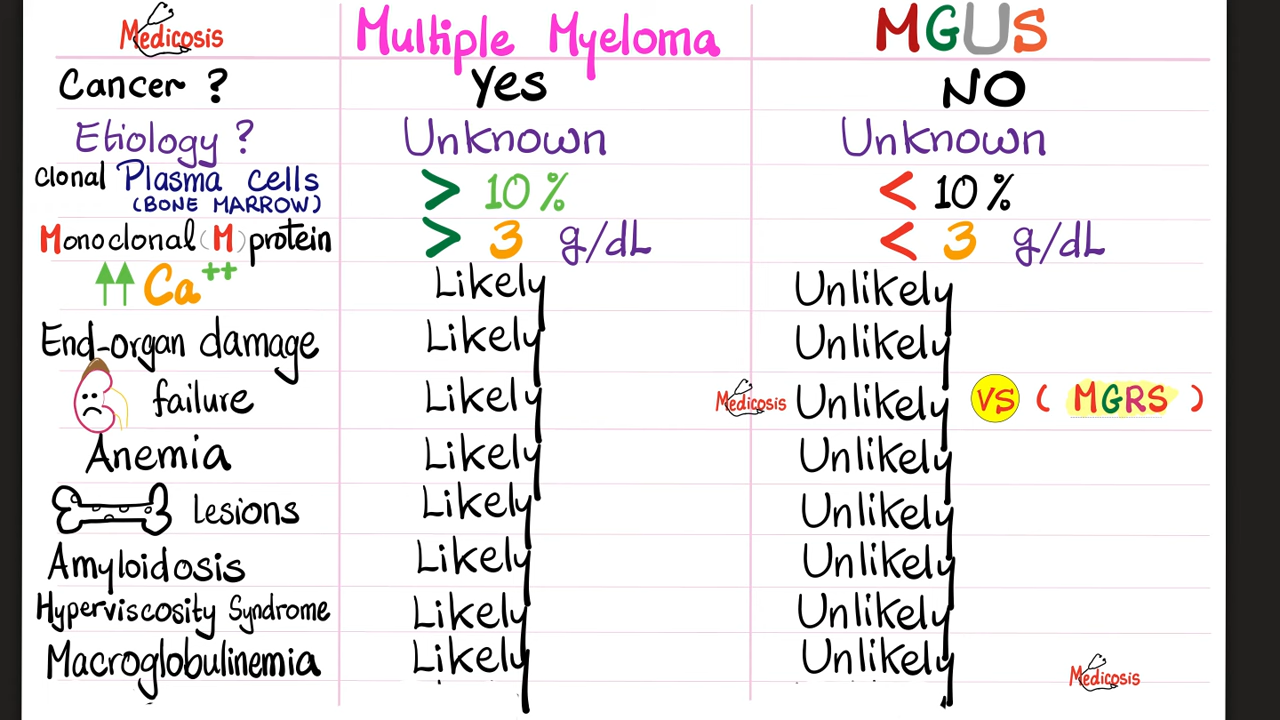 Medicosis Multiple Myeloma MGUS
Cancer ? Yes NO
Etiology ? Unknown Unknown
Clonal Plasma cells
(BONE MARROW) > 10% < 10%
Monoclonal (M) protein > 3 g/dL < 3 g/dL
↑↑ Ca++ Likely Unlikely
End-organ damage Likely Unlikely
failure Likely Medicosis Unlikely VS (MGRS)
Anemia Likely Unlikely
lesions Likely Unlikely
Amyloidosis Likely Unlikely
Hyperviscosity Syndrome Likely Unlikely
Macroglobulinemia Likely Unlikely
Medicosis